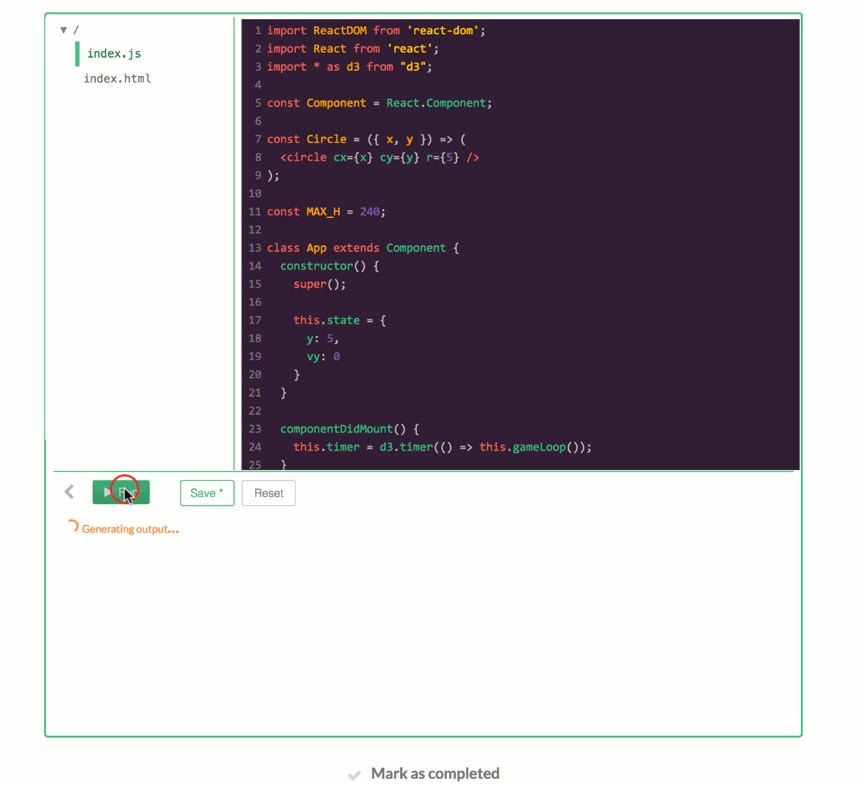 ▼ /
index.js
index.html
1 import ReactDOM from 'react-dom';
2 import React from 'react';
3 import * as d3 from "d3";
4
5 const Component = React.Component;
6
7 const Circle = ({ x, y }) => (
8 <circle cx={x} cy={y} r={5} />
9 );
10
11 const MAX_H = 240;
12
13 class App extends Component {
14 constructor() {
15 super();
16
17 this.state = {
18 y: 5,
19 vy: 0
20 }
21 }
22
23 componentDidMount() {
24 this.timer = d3.timer(() => this.gameLoop());
25 }
Save * Reset
Generating output...
Mark as completed